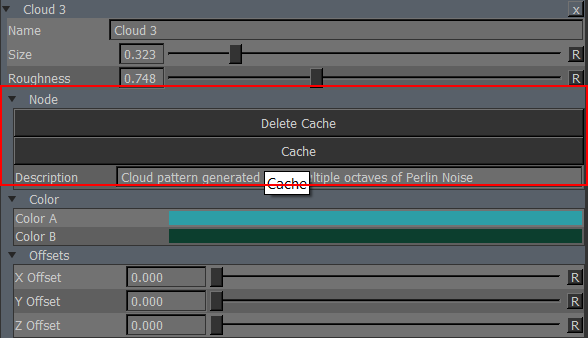 Cloud 3 x
Name Cloud 3
Size 0.323 R
Roughness 0.748 R
Node
Delete Cache
Cache
Description Cloud pattern generated ltiple octaves of Perlin Noise
Cache
Color
Color A
Color B
Offsets
X Offset 0.000 R
Y Offset 0.000 R
Z Offset 0.000 R